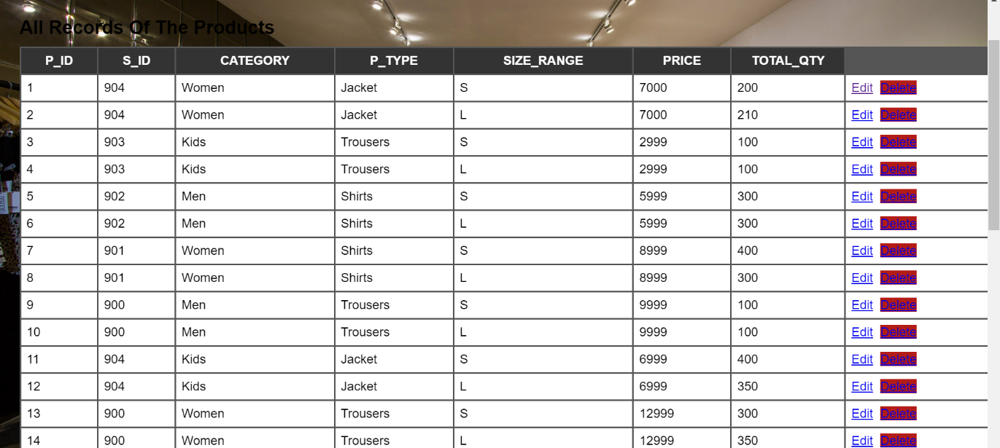 All Records Of The Products
P_ID S_ID CATEGORY P_TYPE SIZE_RANGE PRICE TOTAL_QTY
1 904 Women Jacket S 7000 200 Edit Delete
2 904 Women Jacket L 7000 210 Edit Delete
3 903 Kids Trousers S 2999 100 Edit Delete
4 903 Kids Trousers L 2999 100 Edit Delete
5 902 Men Shirts S 5999 300 Edit Delete
6 902 Men Shirts L 5999 300 Edit Delete
7 901 Women Shirts S 8999 400 Edit Delete
8 901 Women Shirts L 8999 300 Edit Delete
9 900 Men Trousers S 9999 100 Edit Delete
10 900 Men Trousers L 9999 100 Edit Delete
11 904 Kids Jacket S 6999 400 Edit Delete
12 904 Kids Jacket L 6999 350 Edit Delete
13 900 Women Trousers S 12999 300 Edit Delete
14 900 Women Trousers L 12999 350 Edit Delete